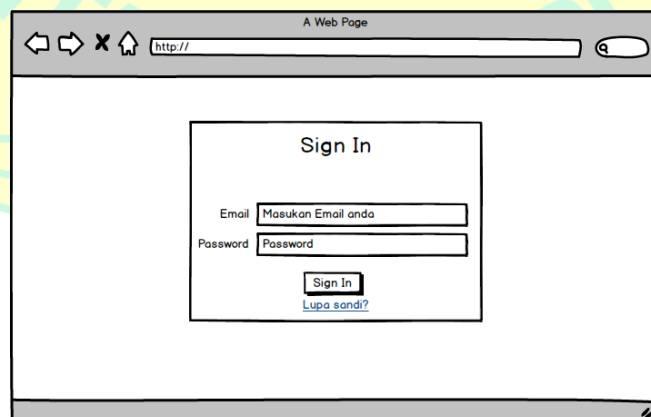 A Web Page
http://
Sign In
Email Masukan Email anda
Password Password
Sign In
Lupa sandi?